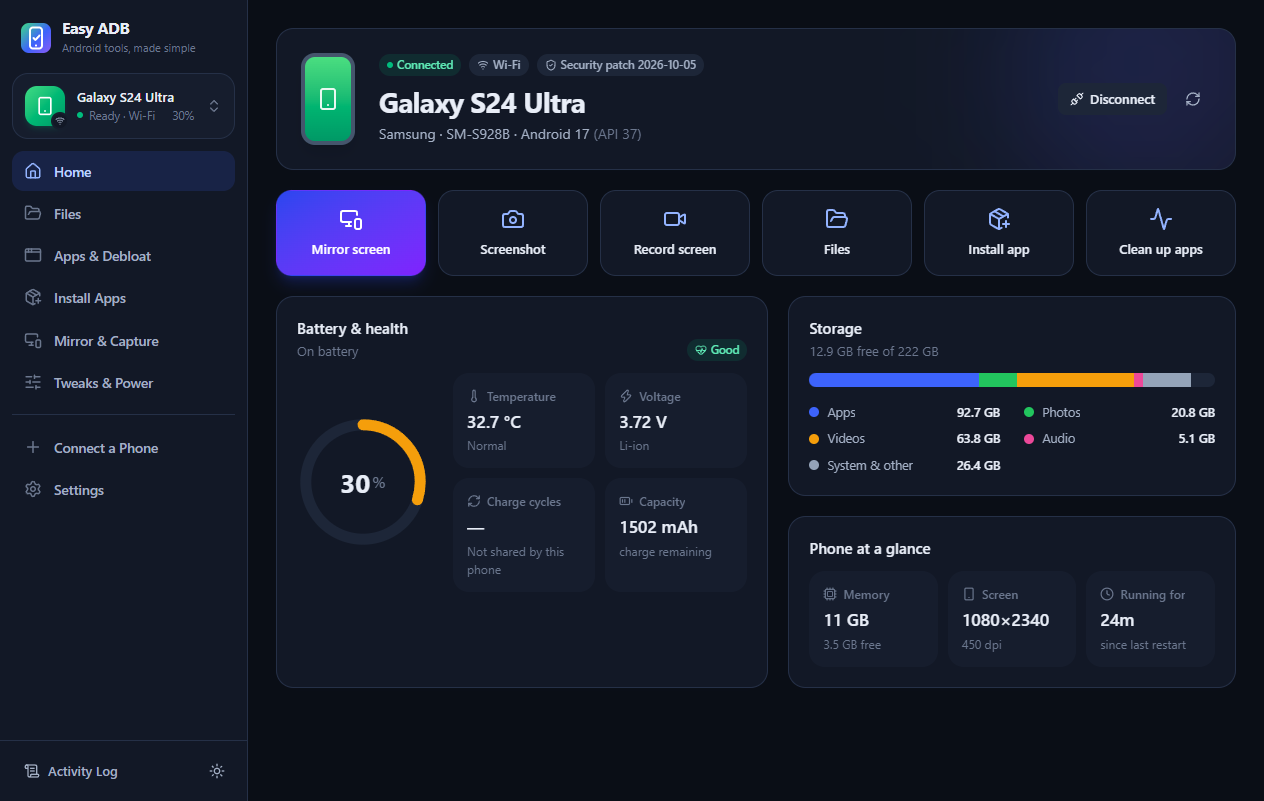 Easy ADB
Android tools, made simple
Galaxy S24 Ultra
Ready · Wi-Fi 30%
Home
Files
Apps & Debloat
Install Apps
Mirror & Capture
Tweaks & Power
Connect a Phone
Settings
Activity Log
Connected Wi-Fi Security patch 2026-10-05
Galaxy S24 Ultra
Samsung · SM-S928B · Android 17 (API 37)
Disconnect
Mirror screen
Screenshot
Record screen
Files
Install app
Clean up apps
Battery & health
On battery
Good
30%
Temperature
32.7 °C
Normal
Voltage
3.72 V
Li-ion
Charge cycles
—
Not shared by this
phone
Capacity
1502 mAh
charge remaining
Storage
12.9 GB free of 222 GB
Apps 92.7 GB
Photos 20.8 GB
Videos 63.8 GB
Audio 5.1 GB
System & other 26.4 GB
Phone at a glance
Memory
11 GB
3.5 GB free
Screen
1080×2340
450 dpi
Running for
24m
since last restart